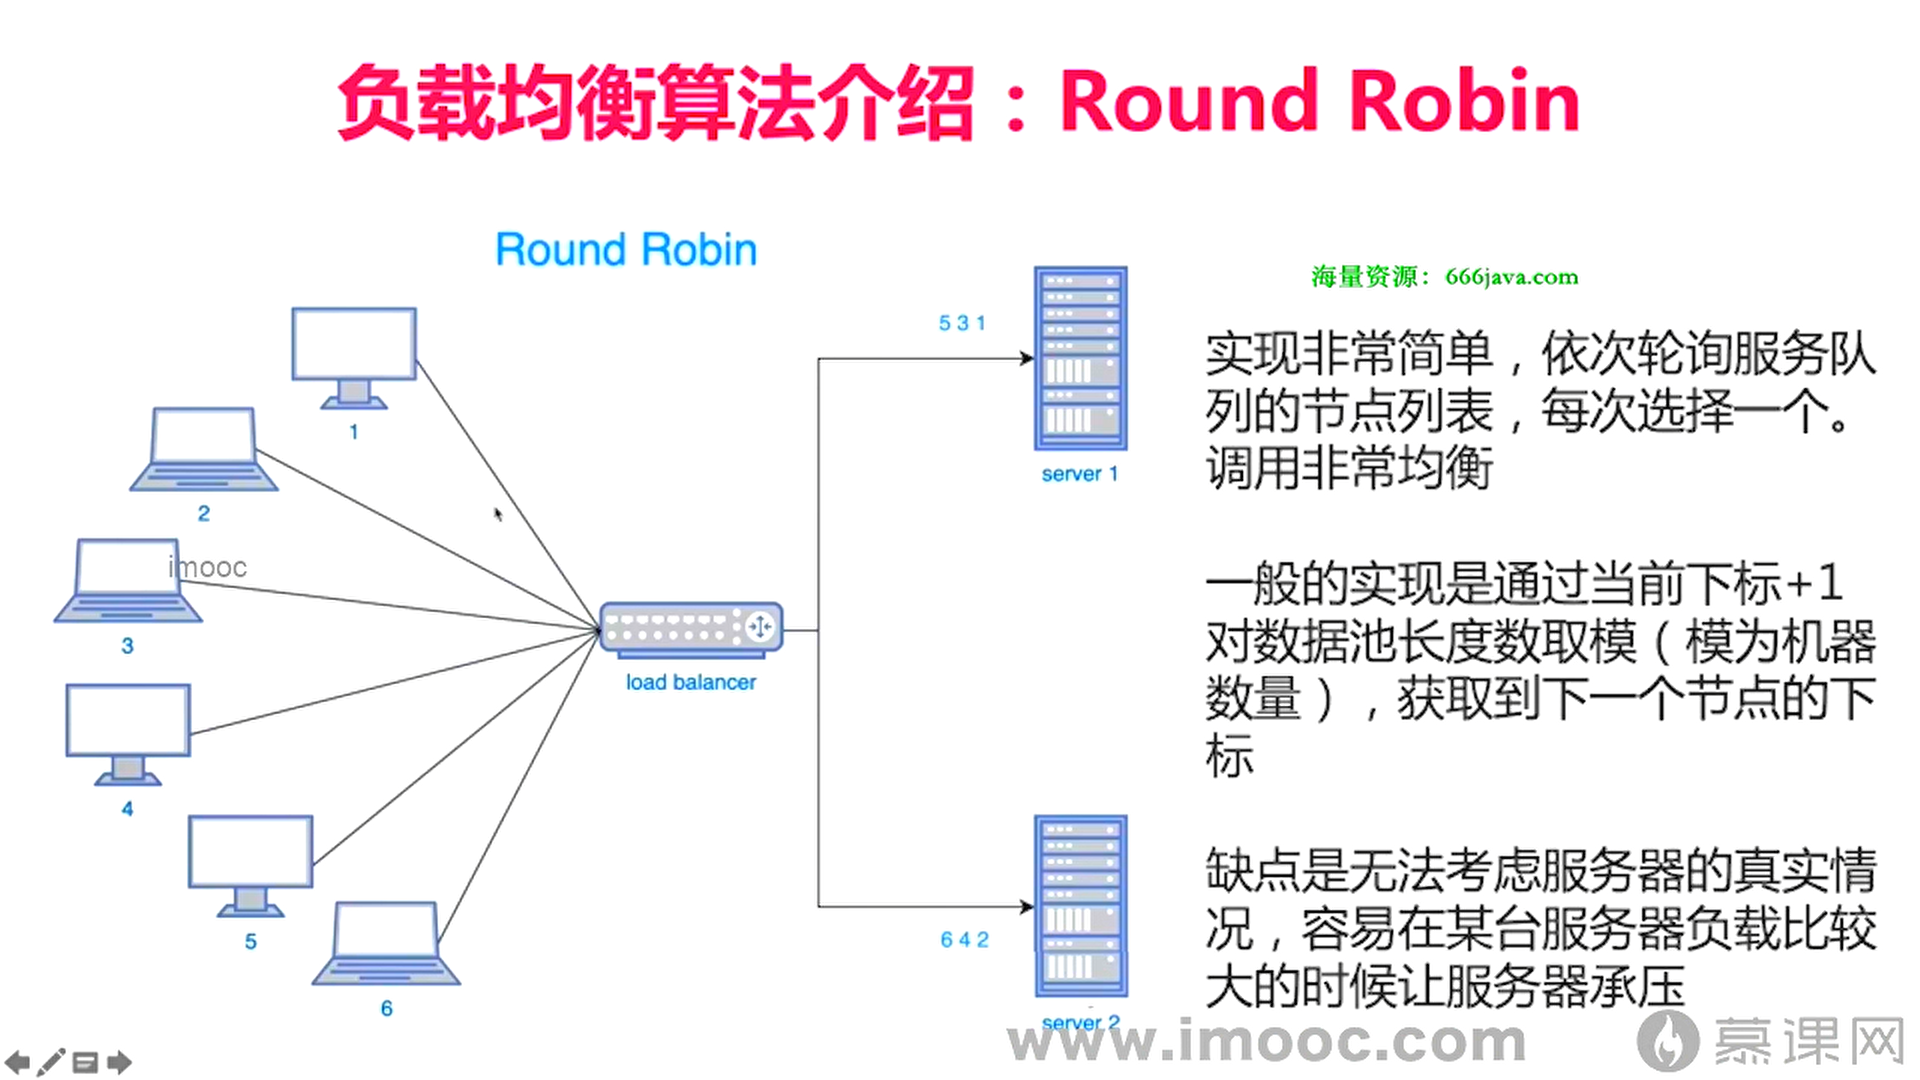 负载均衡算法介绍：Round Robin
Round Robin
海量资源：666java.com
1
2
imooc
3
4
5
6
load balancer
5 3 1
server 1
6 4 2
server 2
实现非常简单，依次轮询服务队
列的节点列表，每次选择一个。
调用非常均衡
一般的实现是通过当前下标+1
对数据池长度数取模（模为机器
数量），获取到下一个节点的下
标
缺点是无法考虑服务器的真实情
况，容易在某台服务器负载比较
大的时候让服务器承压
www.imooc.com
慕课网